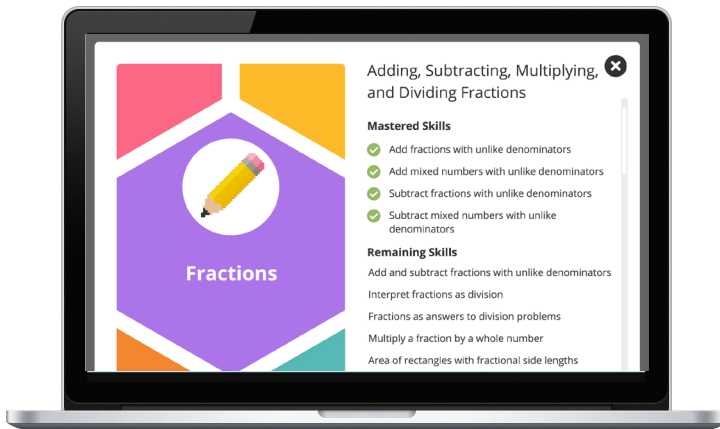 Fractions
Adding, Subtracting, Multiplying,
and Dividing Fractions
Mastered Skills
Add fractions with unlike denominators
Add mixed numbers with unlike denominators
Subtract fractions with unlike denominators
Subtract mixed numbers with unlike
denominators
Remaining Skills
Add and subtract fractions with unlike denominators
Interpret fractions as division
Fractions as answers to division problems
Multiply a fraction by a whole number
Area of rectangles with fractional side lengths